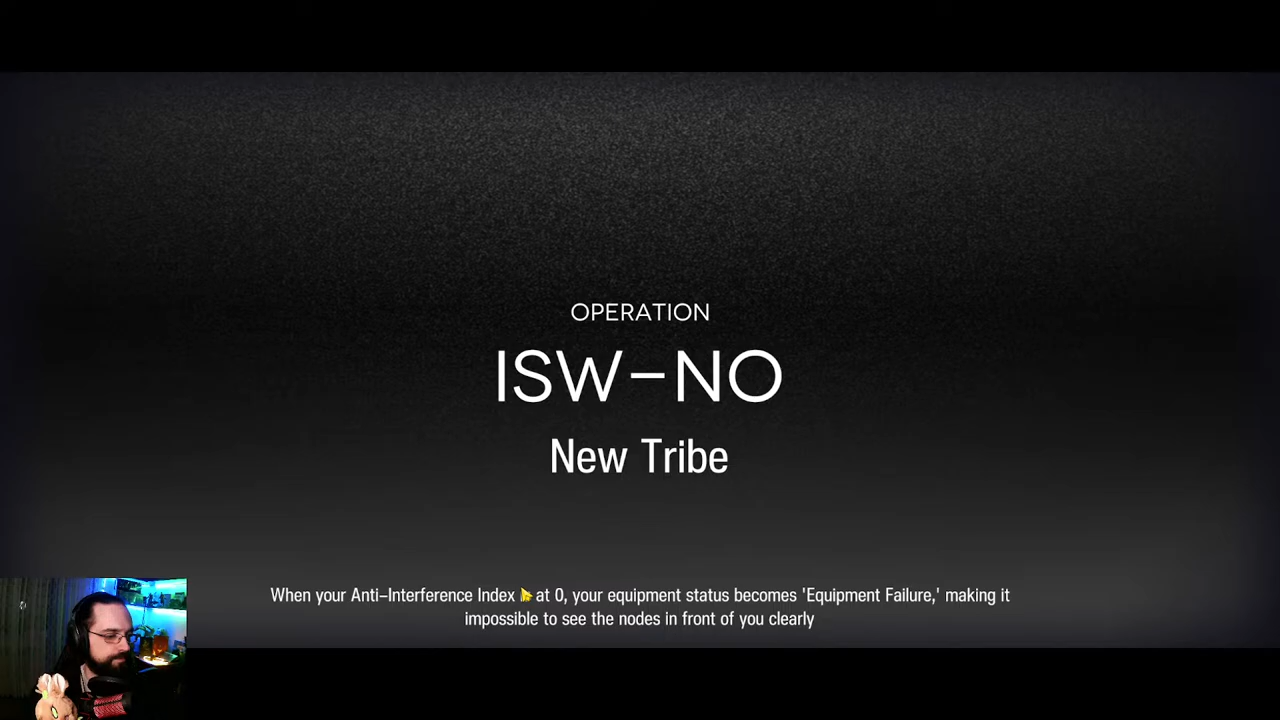 OPERATION
ISW-NO
New Tribe
When your Anti-Interference Index at 0, your equipment status becomes 'Equipment Failure,' making it
impossible to see the nodes in front of you clearly